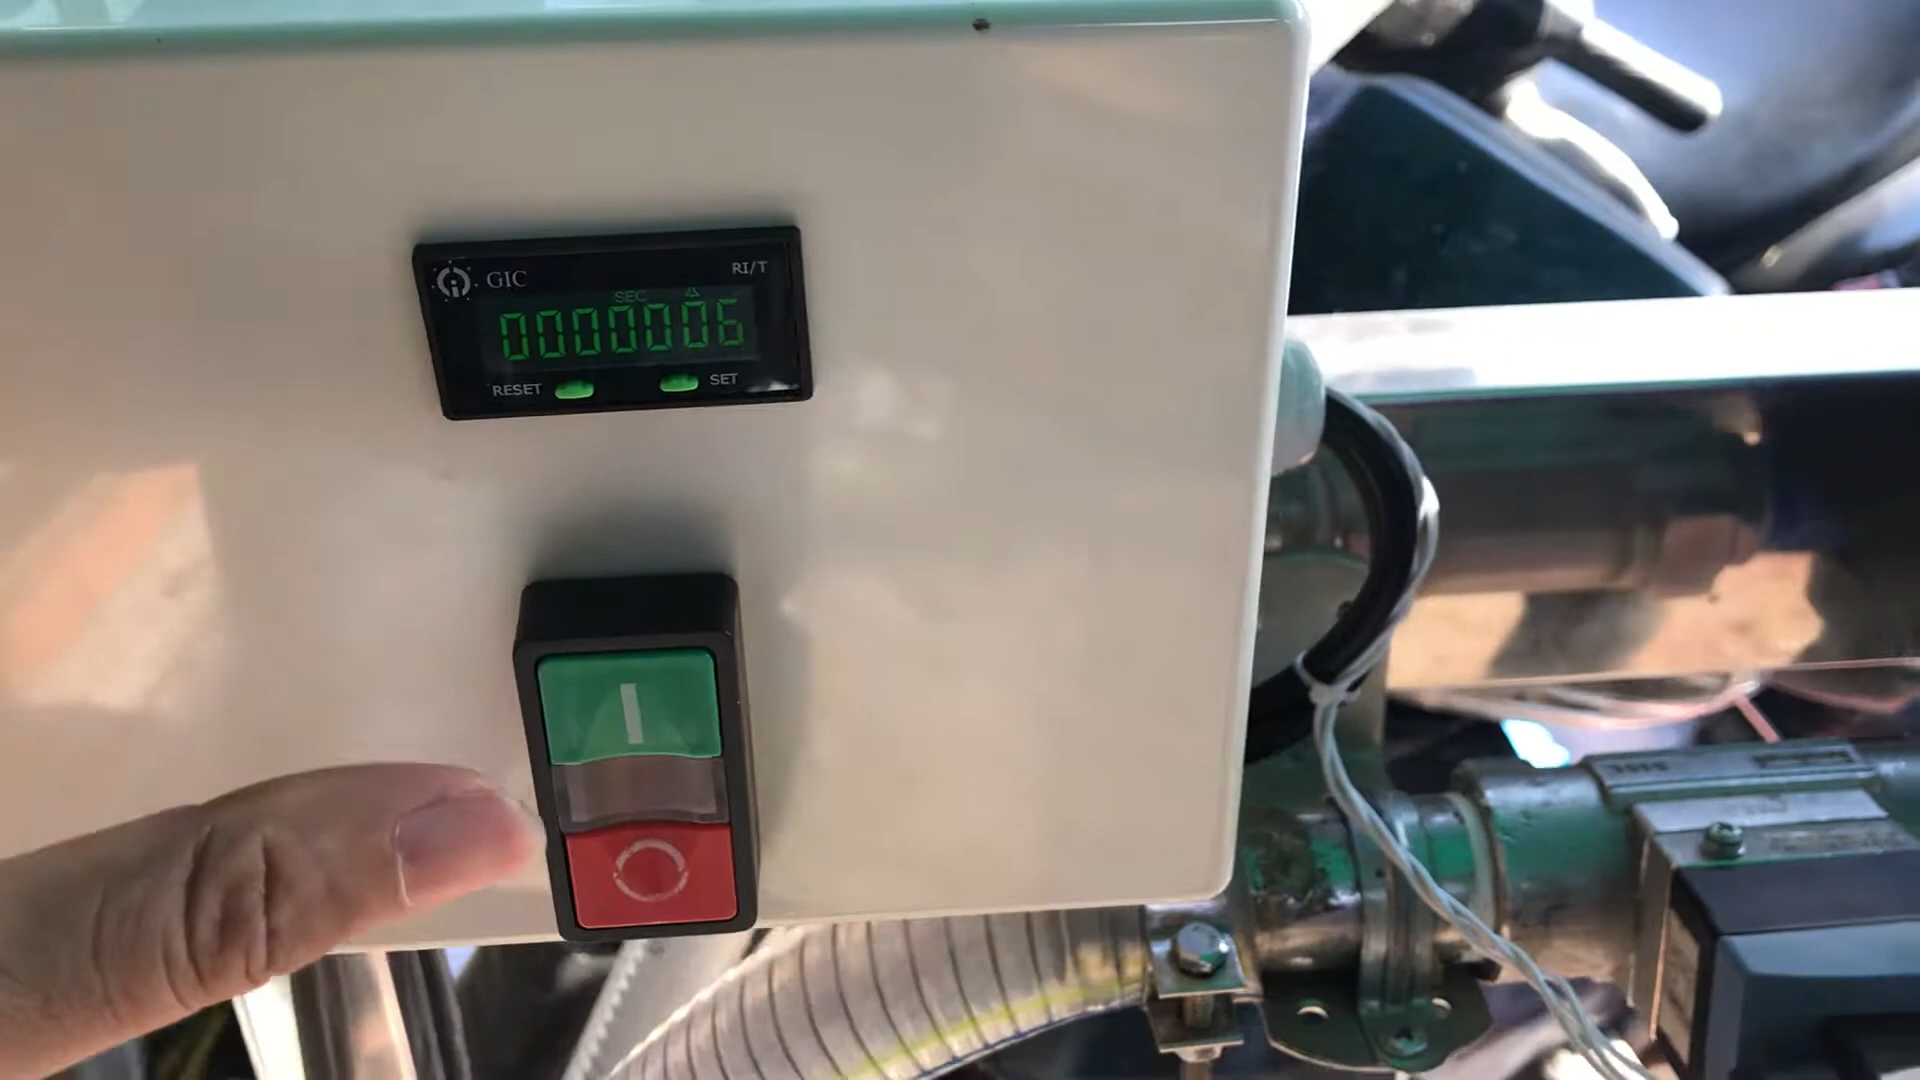 GIC
RI/T
SEC
0000006
RESET
SET